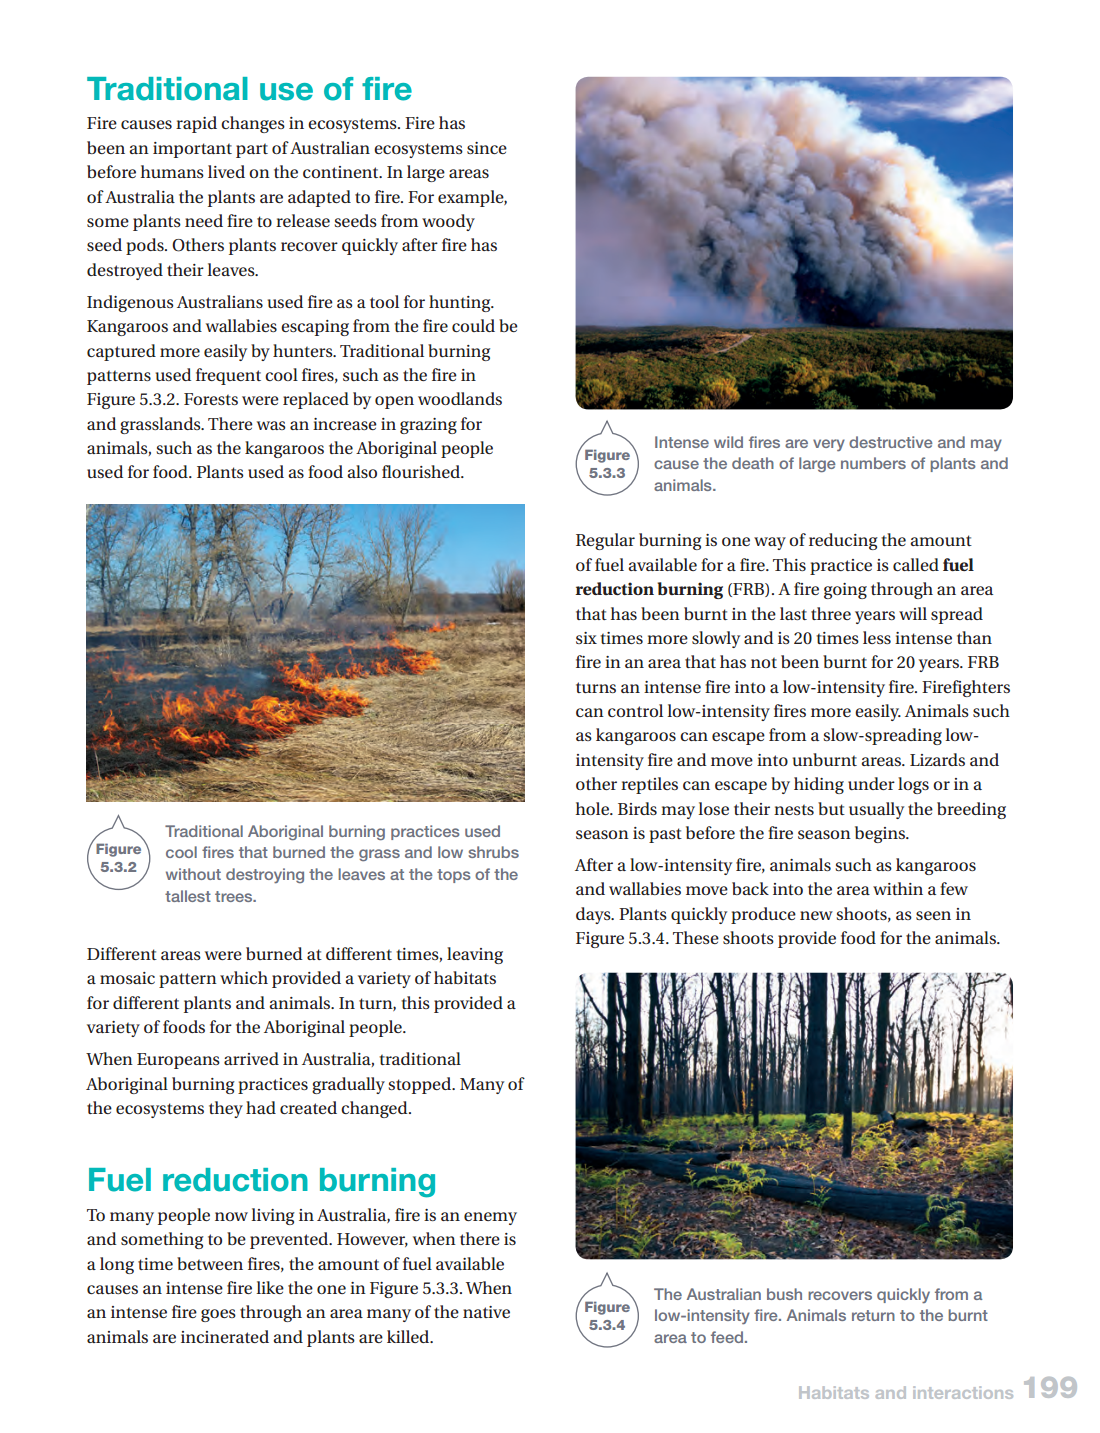 Traditional use of fire
Fire causes rapid changes in ecosystems. Fire has
been an important part of Australian ecosystems since
before humans lived on the continent. In large areas
of Australia the plants are adapted to fire. For example,
some plants need fire to release seeds from woody
seed pods. Others plants recover quickly after fire has
destroyed their leaves.
Indigenous Australians used fire as a tool for hunting.
Kangaroos and wallabies escaping from the fire could be
captured more easily by hunters. Traditional burning
patterns used frequent cool fires, such as the fire in
Figure 5.3.2. Forests were replaced by open woodlands
and grasslands. There was an increase in grazing for
animals, such as the kangaroos the Aboriginal people
used for food. Plants used as food also flourished.
Figure
5.3.2
Traditional Aboriginal burning practices used
cool fires that burned the grass and low shrubs
without destroying the leaves at the tops of the
tallest trees.
Different areas were burned at different times, leaving
a mosaic pattern which provided a variety of habitats
for different plants and animals. In turn, this provided a
variety of foods for the Aboriginal people.
When Europeans arrived in Australia, traditional
Aboriginal burning practices gradually stopped. Many of
the ecosystems they had created changed.
Fuel reduction burning
To many people now living in Australia, fire is an enemy
and something to be prevented. However, when there is
a long time between fires, the amount of fuel available
causes an intense fire like the one in Figure 5.3.3. When
an intense fire goes through an area many of the native
animals are incinerated and plants are killed.
Figure
5.3.3
Intense wild fires are very destructive and may
cause the death of large numbers of plants and
animals.
Regular burning is one way of reducing the amount
of fuel available for a fire. This practice is called fuel
reduction burning (FRB). A fire going through an area
that has been burnt in the last three years will spread
six times more slowly and is 20 times less intense than
fire in an area that has not been burnt for 20 years. FRB
turns an intense fire into a low-intensity fire. Firefighters
can control low-intensity fires more easily. Animals such
as kangaroos can escape from a slow-spreading low-
intensity fire and move into unburnt areas. Lizards and
other reptiles can escape by hiding under logs or in a
hole. Birds may lose their nests but usually the breeding
season is past before the fire season begins.
After a low-intensity fire, animals such as kangaroos
and wallabies move back into the area within a few
days. Plants quickly produce new shoots, as seen in
Figure 5.3.4. These shoots provide food for the animals.
Figure
5.3.4
The Australian bush recovers quickly from a
low-intensity fire. Animals return to the burnt
area to feed.
Habitats and interactions 199